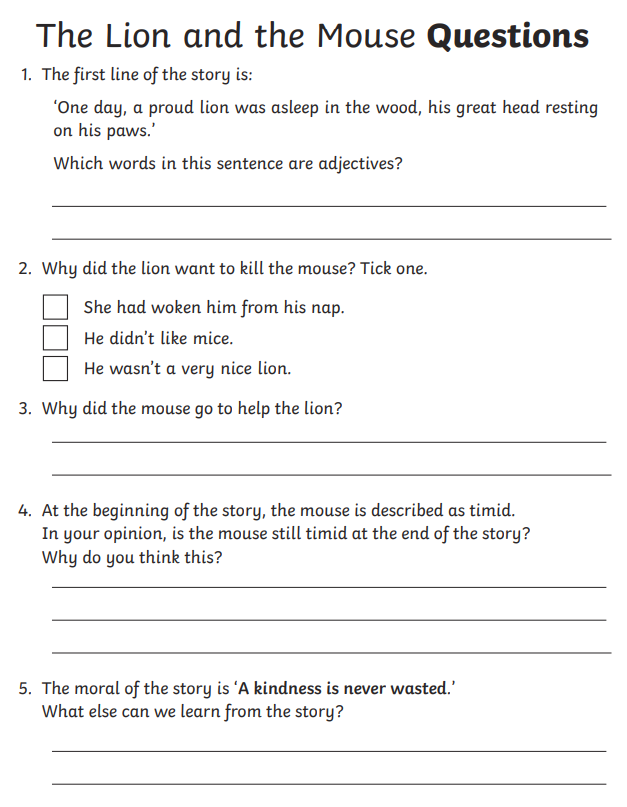 The Lion and the Mouse Questions
1. The first line of the story is:
‘One day, a proud lion was asleep in the wood, his great head resting
on his paws.’
Which words in this sentence are adjectives?
2. Why did the lion want to kill the mouse? Tick one.
She had woken him from his nap.
He didn’t like mice.
He wasn’t a very nice lion.
3. Why did the mouse go to help the lion?
4. At the beginning of the story, the mouse is described as timid.
In your opinion, is the mouse still timid at the end of the story?
Why do you think this?
5. The moral of the story is ‘A kindness is never wasted.’
What else can we learn from the story?